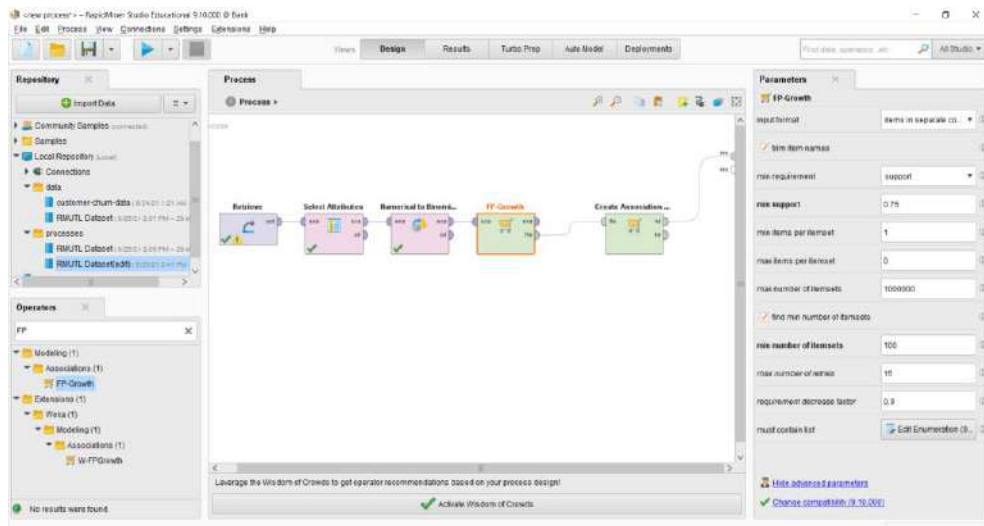 <new process*> – RapidMiner Studio Educational 9.10.000 @ Bank
File Edit Process View Connections Settings Extensions Help
Views
Design
Results
Turbo Prep
Auto Model
Deployments
All Studio
Repository
Import Data
Community Samples (connected)
Samples
Local Repository (Local)
Connections
data
customer-churn-data
RMUTL Dataset
processes
RMUTL Dataset
RMUTL Dataset(edit)
Operators
FP
Modeling (1)
Associations (1)
FP-Growth
Extensions (1)
Weka (1)
Modeling (1)
Associations (1)
W-FPGrowth
No results were found.
Process
Process
Retrieve
Select Attributes
Numerical to Binomi...
FP-Growth
Create Association ...
Leverage the Wisdom of Crowds to get operator recommendations based on your process design!
Activate Wisdom of Crowds
Parameters
FP-Growth
input format
items in separate co...
trim item names
min requirement
support
min support
0.75
min items per itemset
1
max items per itemset
0
max number of itemsets
1000000
find min number of itemsets
min number of itemsets
100
max number of retries
15
requirement decrease factor
0.9
must contain list
Edit Enumeration (0...
Hide advanced parameters
Change compatibility (9.10.000)